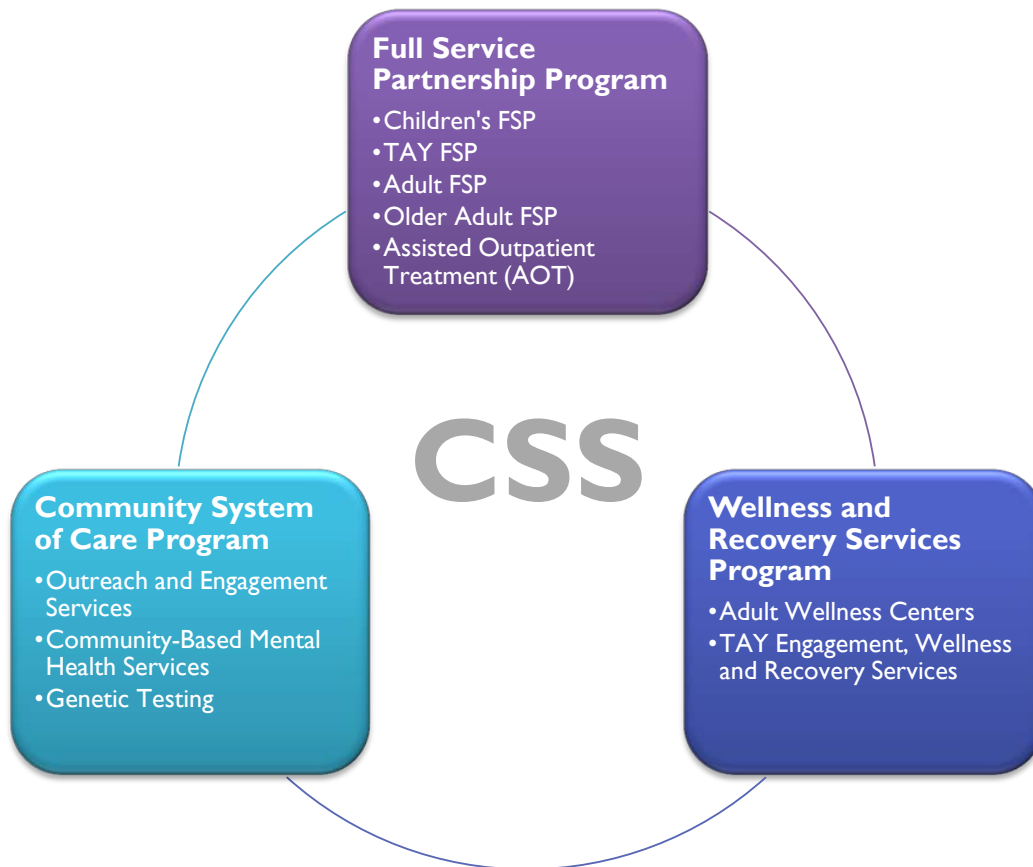 Full Service
Partnership Program
•Children's FSP
•TAY FSP
•Adult FSP
•Older Adult FSP
•Assisted Outpatient
Treatment (AOT)
CSS
Community System
of Care Program
•Outreach and Engagement
Services
•Community-Based Mental
Health Services
•Genetic Testing
Wellness and
Recovery Services
Program
•Adult Wellness Centers
•TAY Engagement, Wellness
and Recovery Services